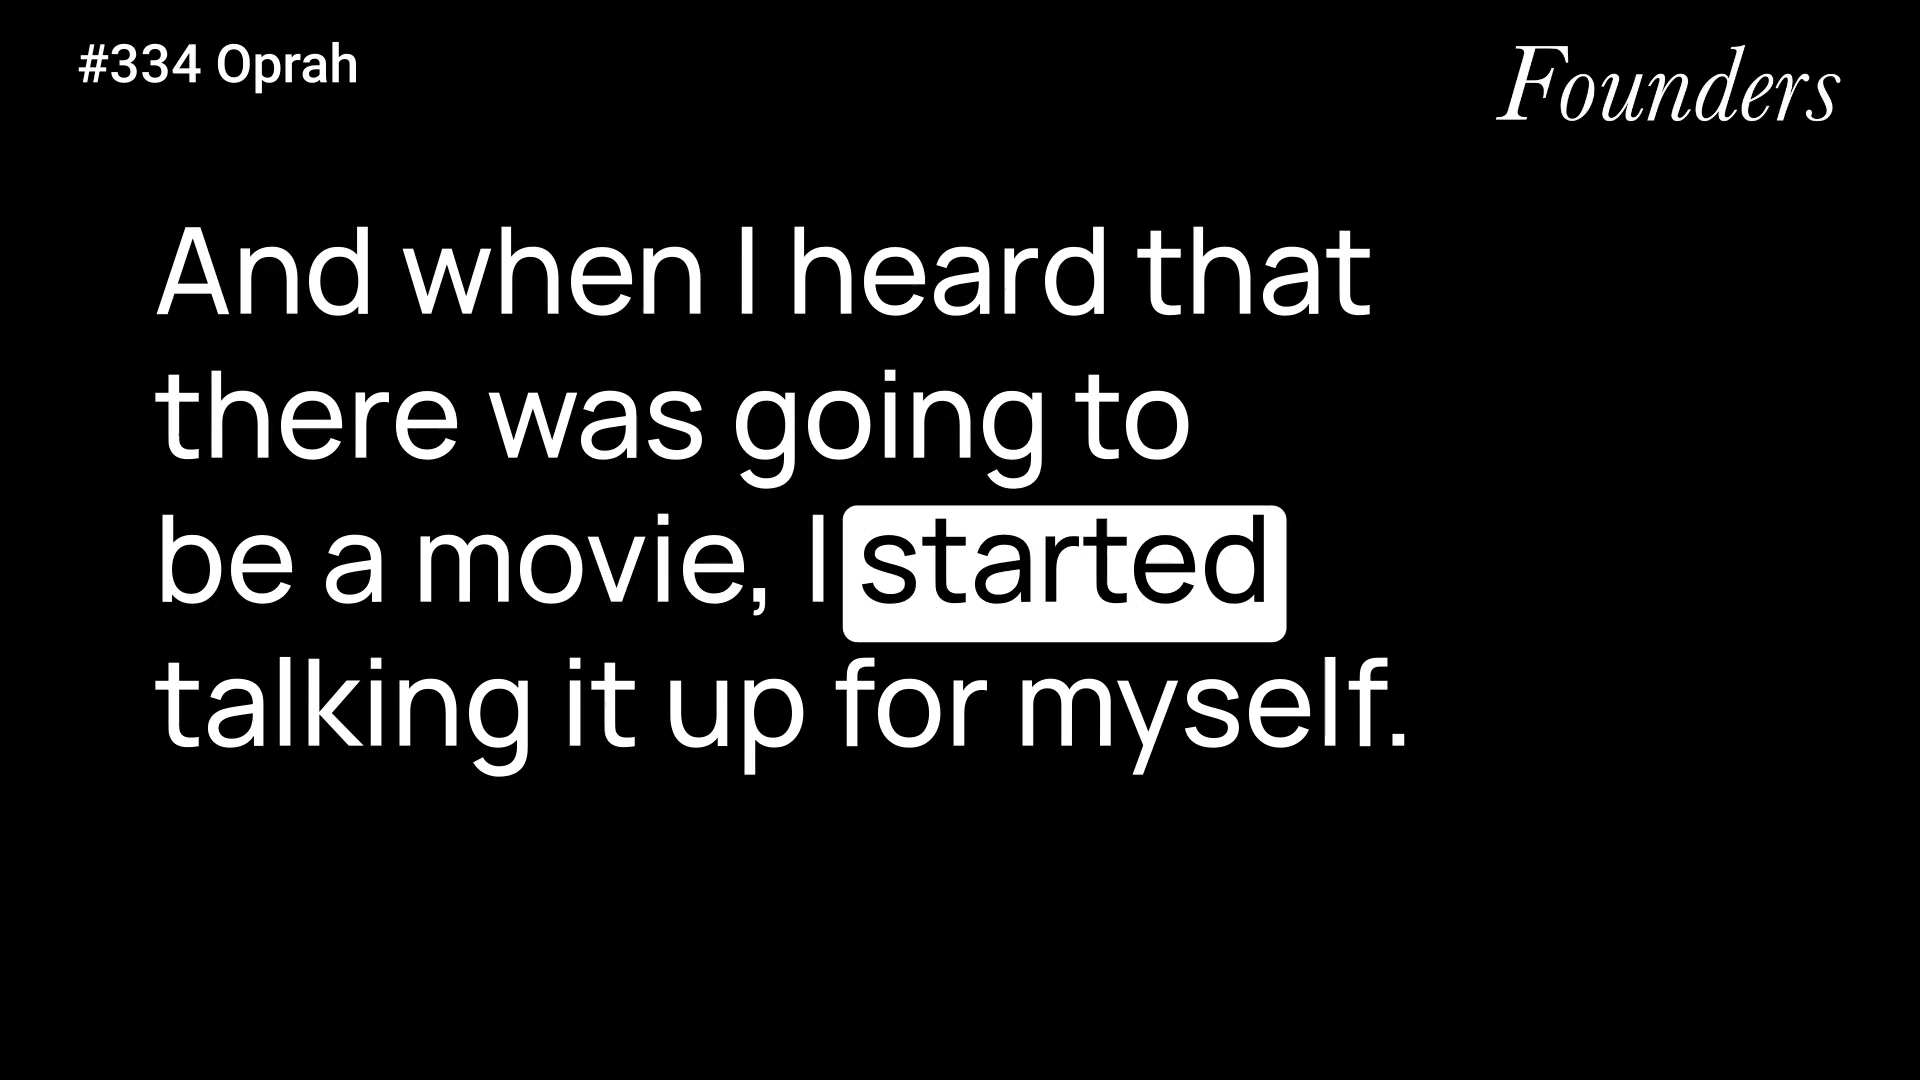 #334 Oprah
Founders
And when I heard that
there was going to
be a movie, I started
talking it up for myself.